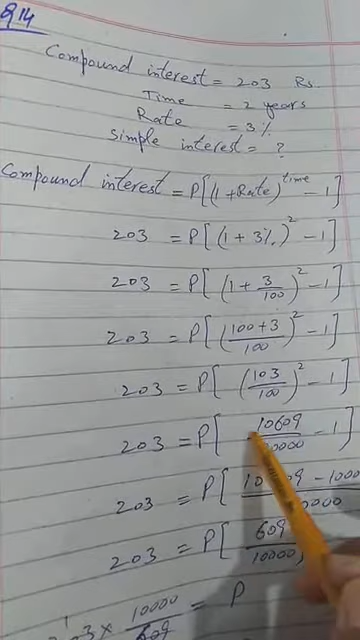 Q14
Compound interest = 203 Rs.
Time = 2 years
Rate = 3%
Simple interest = ?
Compound interest = P[(1+Rate)^time - 1]
203 = P[(1 + 3%)^2 - 1]
203 = P[(1 + 3/100)^2 - 1]
203 = P[((100+3)/100)^2 - 1]
203 = P[(103/100)^2 - 1]
203 = P[10609/10000 - 1]
203 = P[
203 = P[609/10000
10000 = P